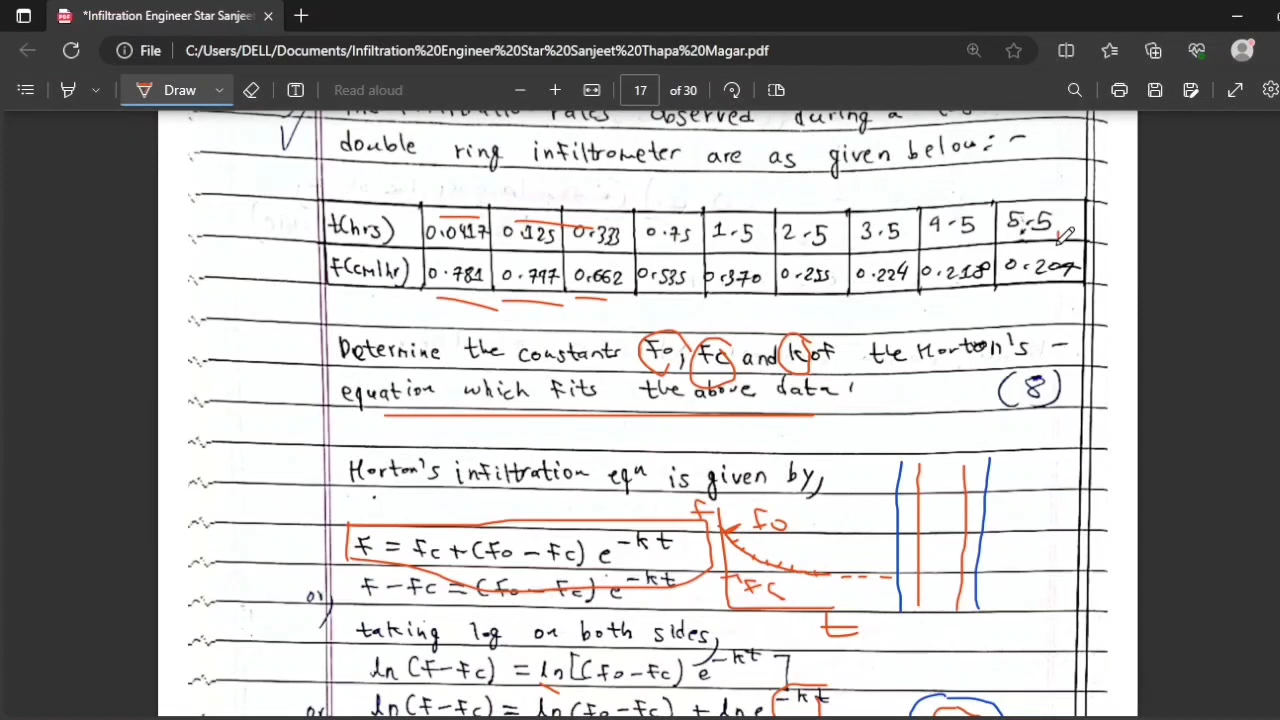 *Infiltration Engineer Star Sanjee
File C:/Users/DELL/Documents/Infiltration%20Engineer%20Star%20Sanjeet%20Thapa%20Magar.pdf
Draw Read aloud 17 of 30
rates observed during a
double ring infiltrometer are as given below:-
t(hrs) 0.0417 0.125 0.333 0.75 1.5 2.5 3.5 4.5 5.5
f(cm/hr) 0.781 0.747 0.662 0.535 0.370 0.255 0.224 0.218 0.207
Determine the constants fo, fc and k of the Horton's -
equation which fits the above data. (8)
Horton's infiltration eqn is given by,
f fo
f = fc + (fo - fc) e^-kt
fc
or, f - fc = (fo - fc) e^-kt
t
taking log on both sides,
ln (f - fc) = ln [(fo - fc) e^-kt]
or ln (f - fc) = ln (fo - fc) + ln e^-kt